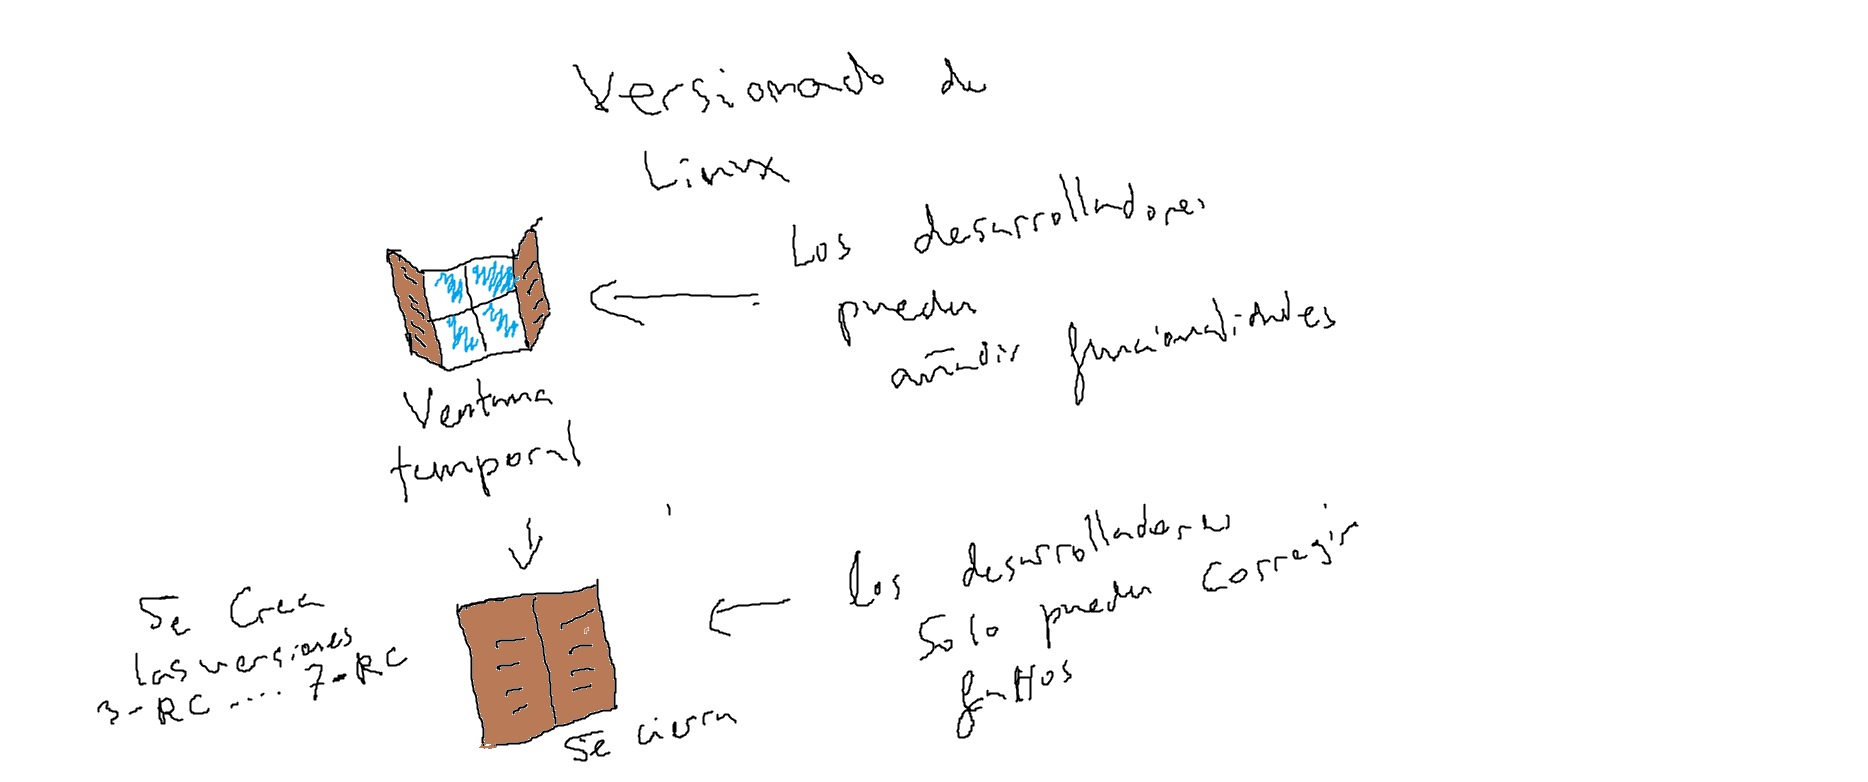 Versionado de
Linux
Los desarrolladores
pueden
añadir funcionalidades
Ventana
temporal
Los desarrolladores
Solo pueden corregir
fallos
Se Crea
las versiones
3-RC .... 7-RC
Se cierra